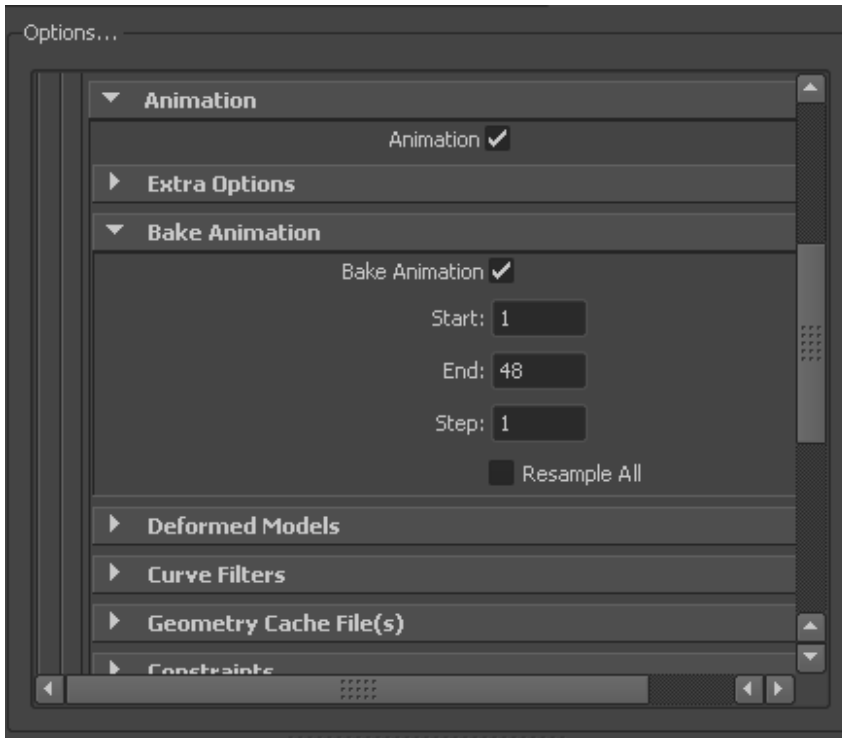 Options...
Animation
Animation
Extra Options
Bake Animation
Bake Animation
Start: 1
End: 48
Step: 1
Resample All
Deformed Models
Curve Filters
Geometry Cache File(s)
Constraints